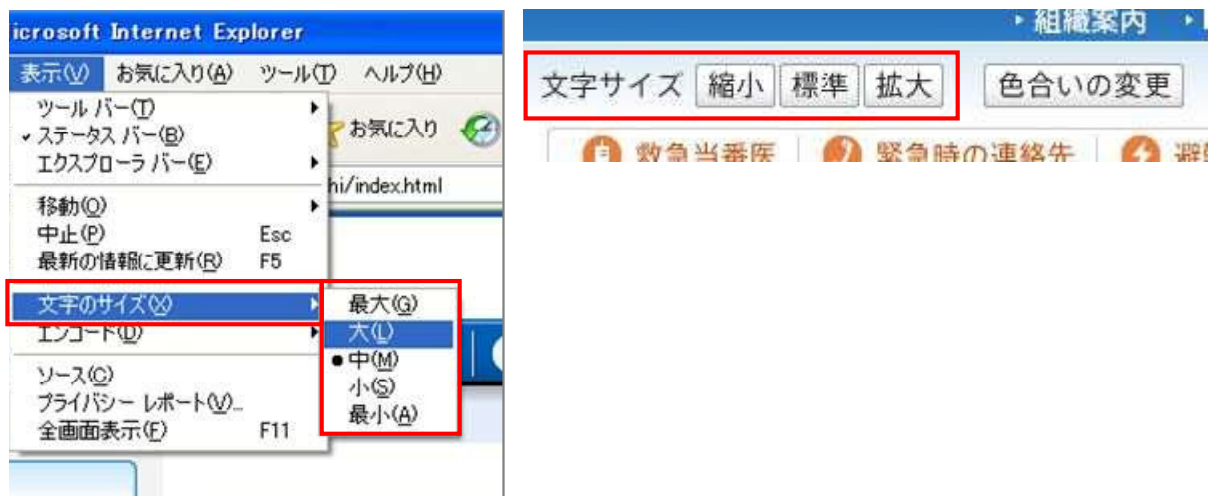 icrosoft Internet Explorer
表示(V) お気に入り(A) ツール(T) ヘルプ(H)
ツール バー(T)
ステータス バー(B)
お気に入り
エクスプローラ バー(E)
hi/index.html
移動(O)
中止(P) Esc
最新の情報に更新(R) F5
文字のサイズ(X)
最大(G)
エンコード(D)
大(L)
中(M)
ソース(C)
小(S)
プライバシー レポート(V)...
最小(A)
全画面表示(F) F11
組織案内
文字サイズ 縮小 標準 拡大 色合いの変更
救急当番医 緊急時の連絡先 避